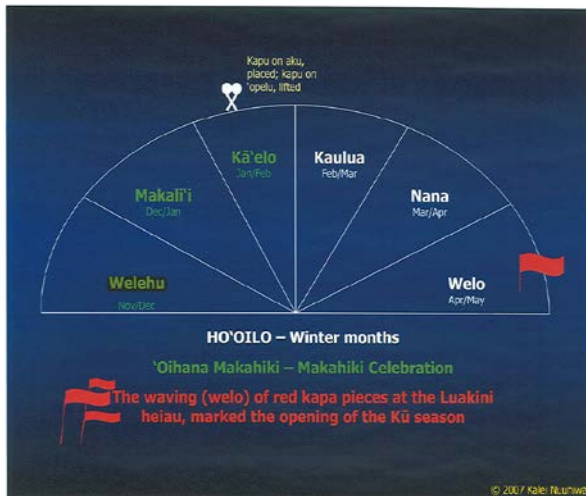 Kapu on aku,
placed; kapu on
'opelu, lifted
Kā'elo
Jan/Feb
Kaulua
Feb/Mar
Makali'i
Dec/Jan
Nana
Mar/Apr
Welehu
Nov/Dec
Welo
Apr/May
HO'OILO – Winter months
'Oihana Makahiki – Makahiki Celebration
The waving (welo) of red kapa pieces at the Luakini
heiau, marked the opening of the Kū season
© 2007 Kalei Nuuhiwa